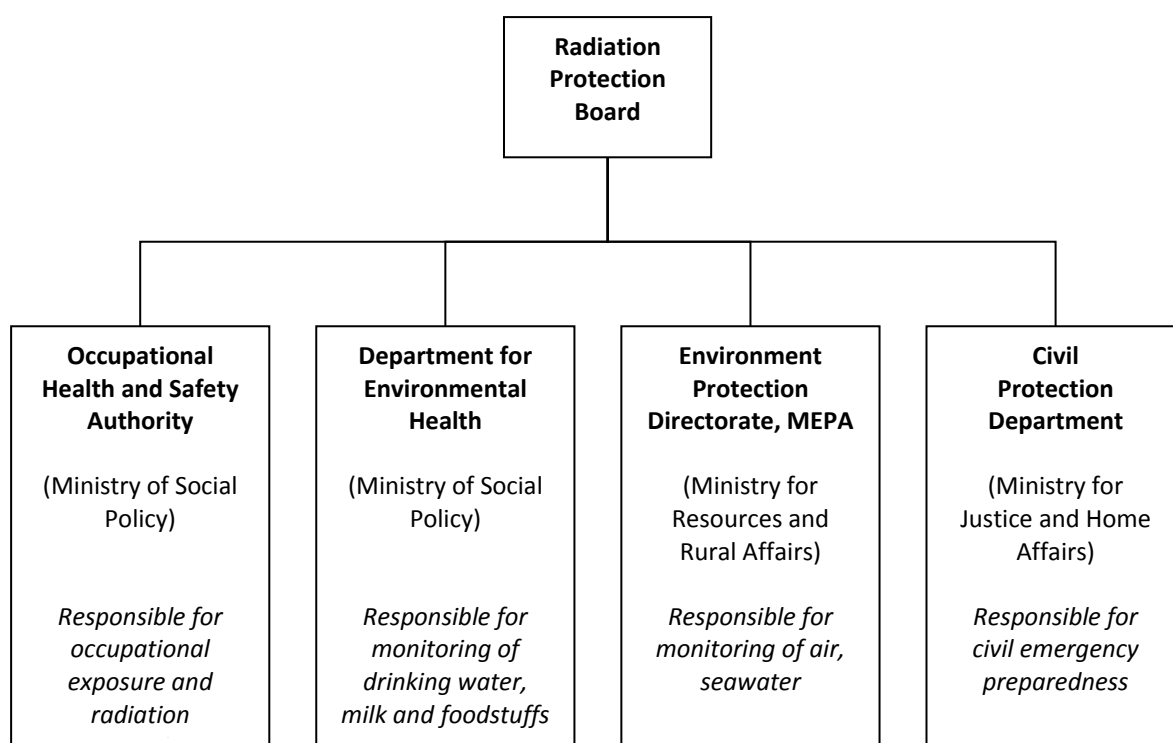 Radiation
Protection
Board
Occupational
Health and Safety
Authority
(Ministry of Social
Policy)
Responsible for
occupational
exposure and
radiation
Department for
Environmental
Health
(Ministry of Social
Policy)
Responsible for
monitoring of
drinking water,
milk and foodstuffs
Environment
Protection
Directorate, MEPA
(Ministry for
Resources and
Rural Affairs)
Responsible for
monitoring of air,
seawater
Civil
Protection
Department
(Ministry for
Justice and Home
Affairs)
Responsible for
civil emergency
preparedness